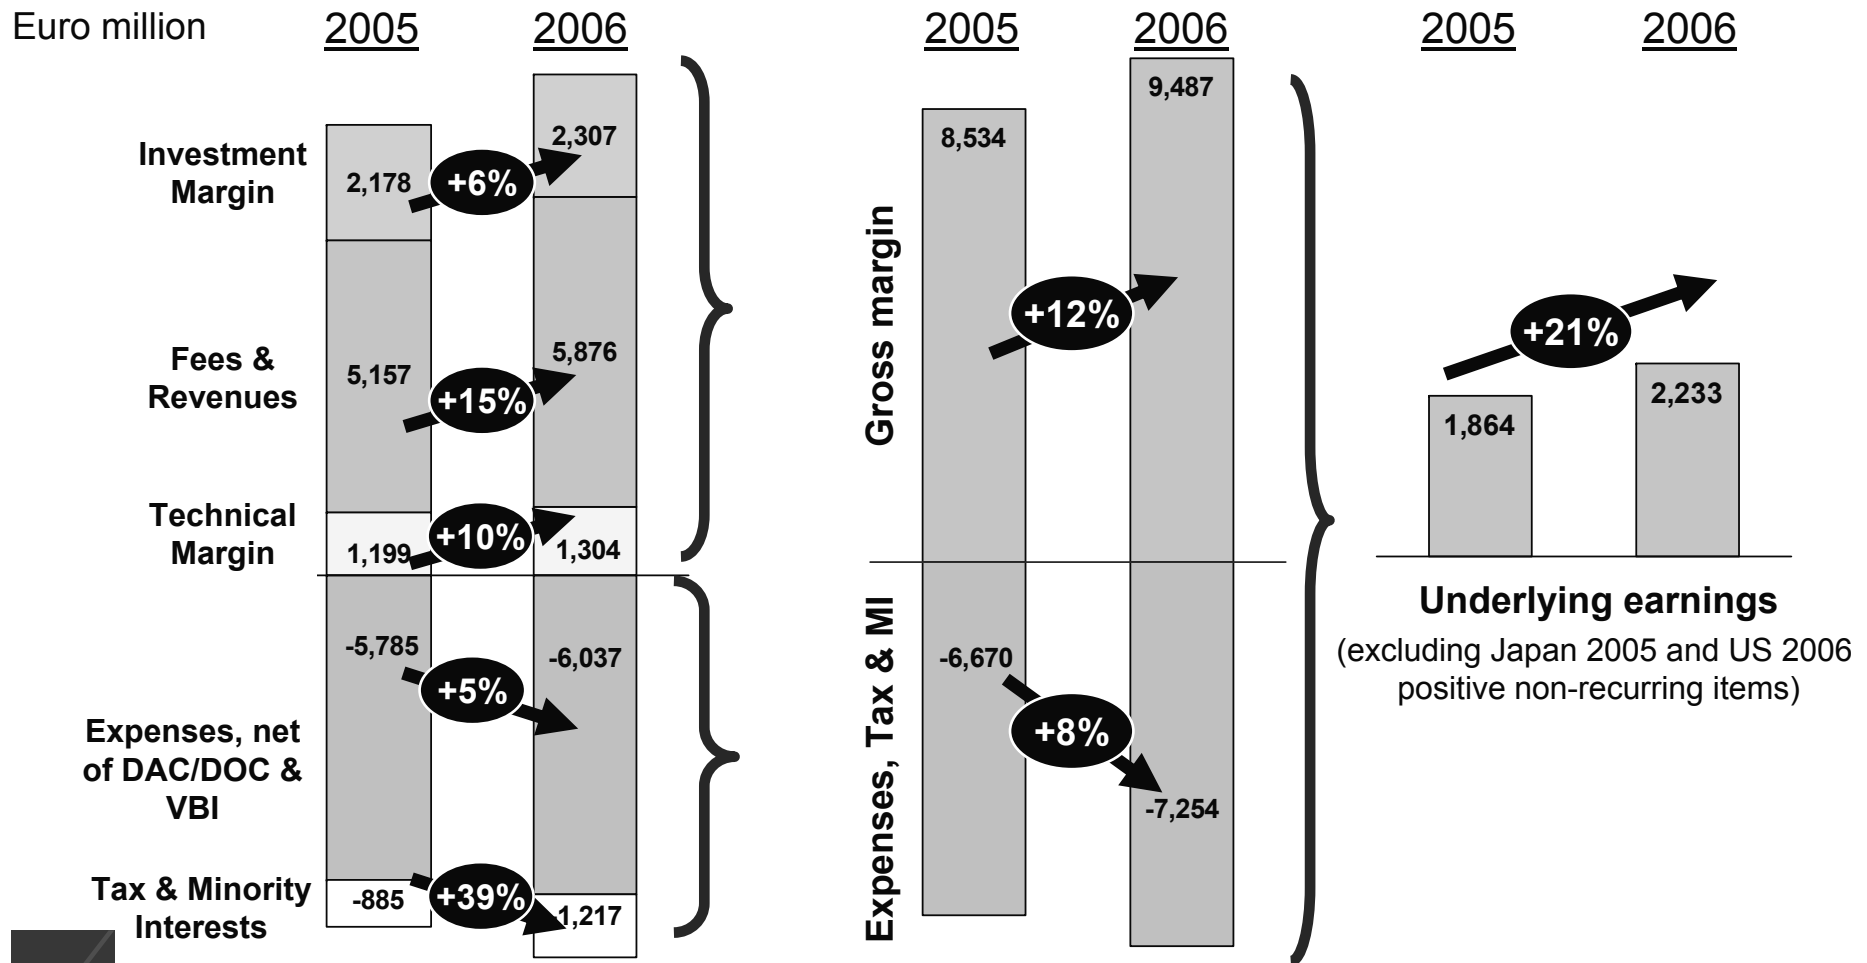 Euro million
2005
2006
2005
2006
2005
2006
Investment
Margin
2,178
+6%
2,307
Fees &
Revenues
5,157
+15%
5,876
Technical
Margin
1,199
+10%
1,304
Expenses, net
of DAC/DOC &
VBI
-5,785
+5%
-6,037
Tax & Minority
Interests
-885
+39%
-1,217
Gross margin
8,534
+12%
9,487
Expenses, Tax & MI
-6,670
+8%
-7,254
1,864
+21%
2,233
Underlying earnings
(excluding Japan 2005 and US 2006
positive non-recurring items)